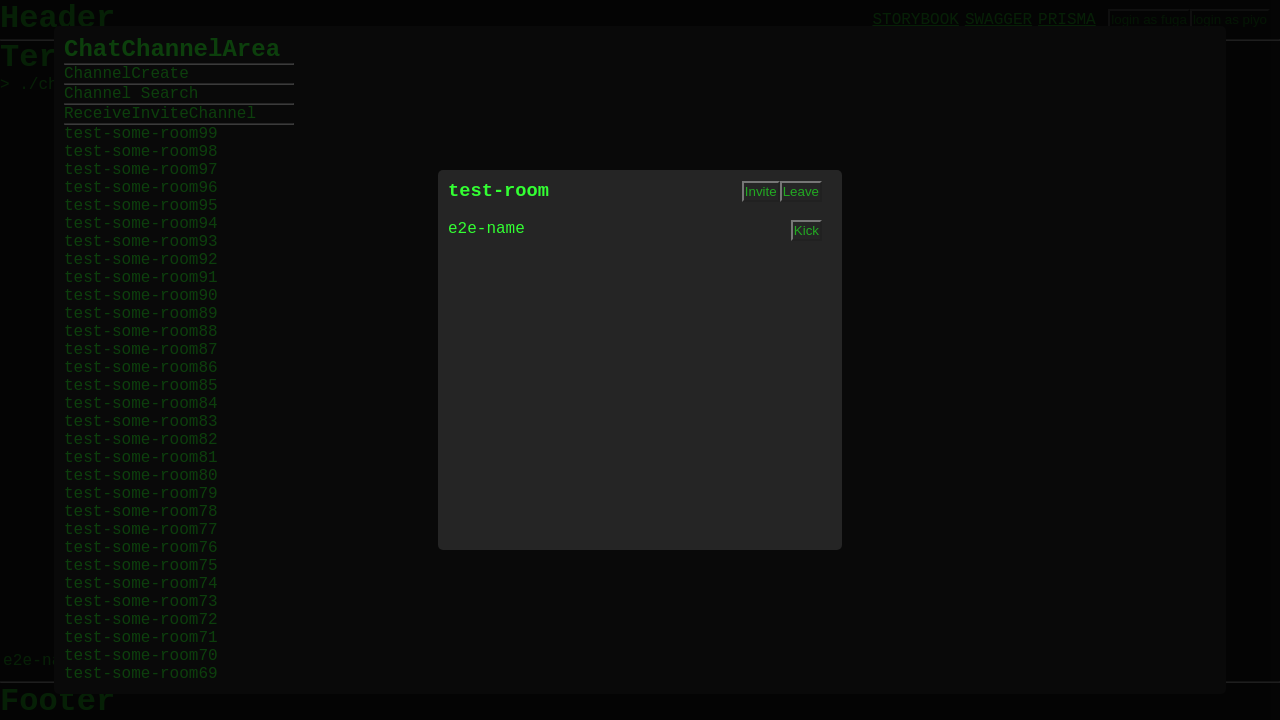 Header
STORYBOOK SWAGGER PRISMA login as fuga login as piyo
Ter
> ./ch
ChatChannelArea
ChannelCreate
Channel Search
ReceiveInviteChannel
test-some-room99
test-some-room98
test-some-room97
test-some-room96
test-some-room95
test-some-room94
test-some-room93
test-some-room92
test-some-room91
test-some-room90
test-some-room89
test-some-room88
test-some-room87
test-some-room86
test-some-room85
test-some-room84
test-some-room83
test-some-room82
test-some-room81
test-some-room80
test-some-room79
test-some-room78
test-some-room77
test-some-room76
test-some-room75
test-some-room74
test-some-room73
test-some-room72
test-some-room71
test-some-room70
test-some-room69
test-room Invite Leave
e2e-name Kick
e2e-na
Footer